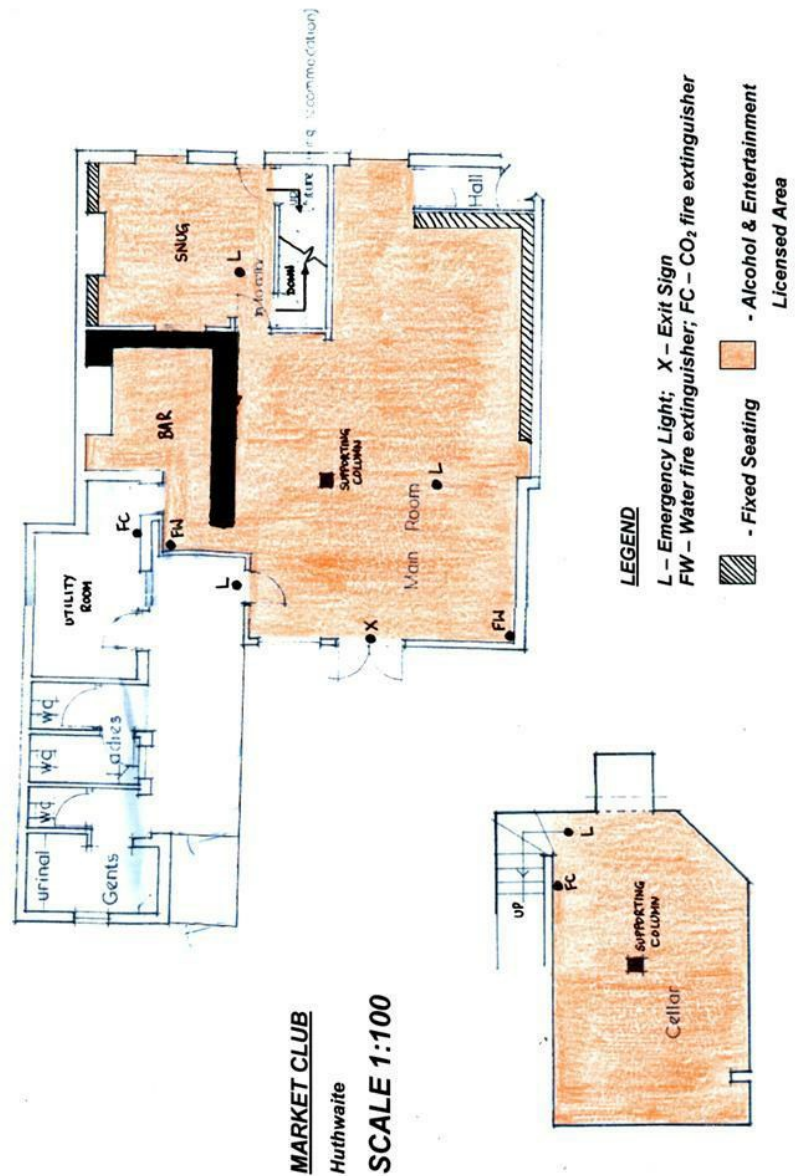 MARKET CLUB
Huthwaite
SCALE 1:100
urinal
Gents
WC
WC
WC
Ladies
UTILITY
ROOM
FC
FW
L
BAR
SNUG
L
UP
DOWN
X
SUPPORTING
COLUMN
Main Room
L
FW
Hall
UP
FC
L
SUPPORTING
COLUMN
Cellar
LEGEND
L – Emergency Light; X – Exit Sign
FW – Water fire extinguisher; FC – CO₂ fire extinguisher
- Fixed Seating
- Alcohol & Entertainment
Licensed Area